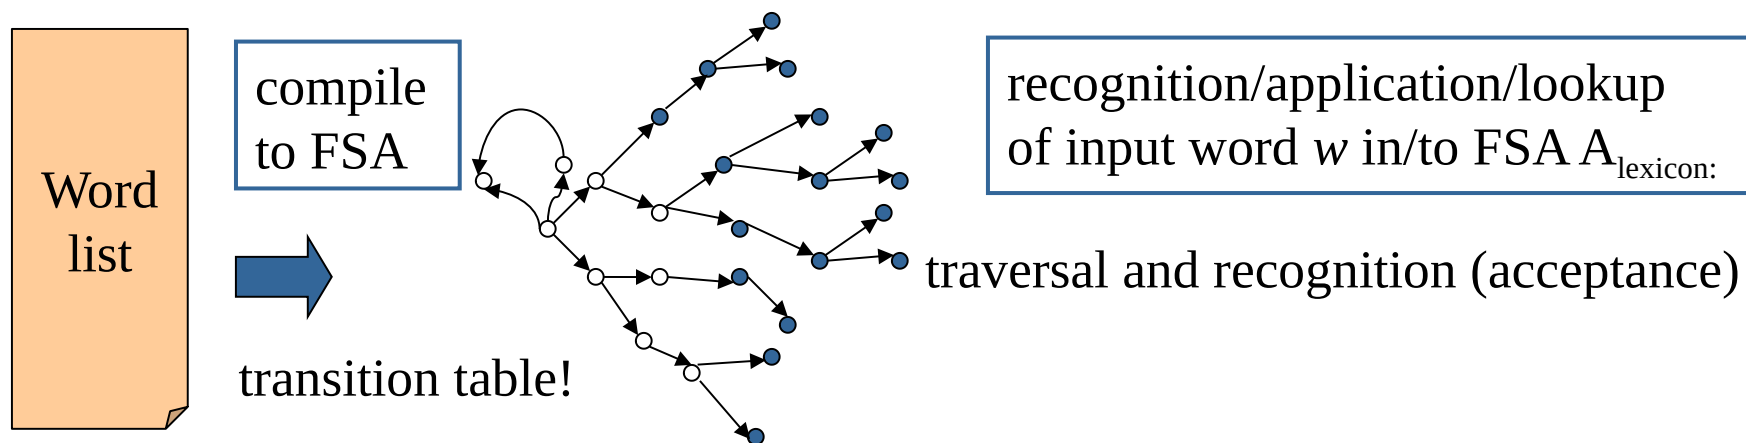 Word
list
compile
to FSA
transition table!
recognition/application/lookup
of input word w in/to FSA Alexicon:
traversal and recognition (acceptance)